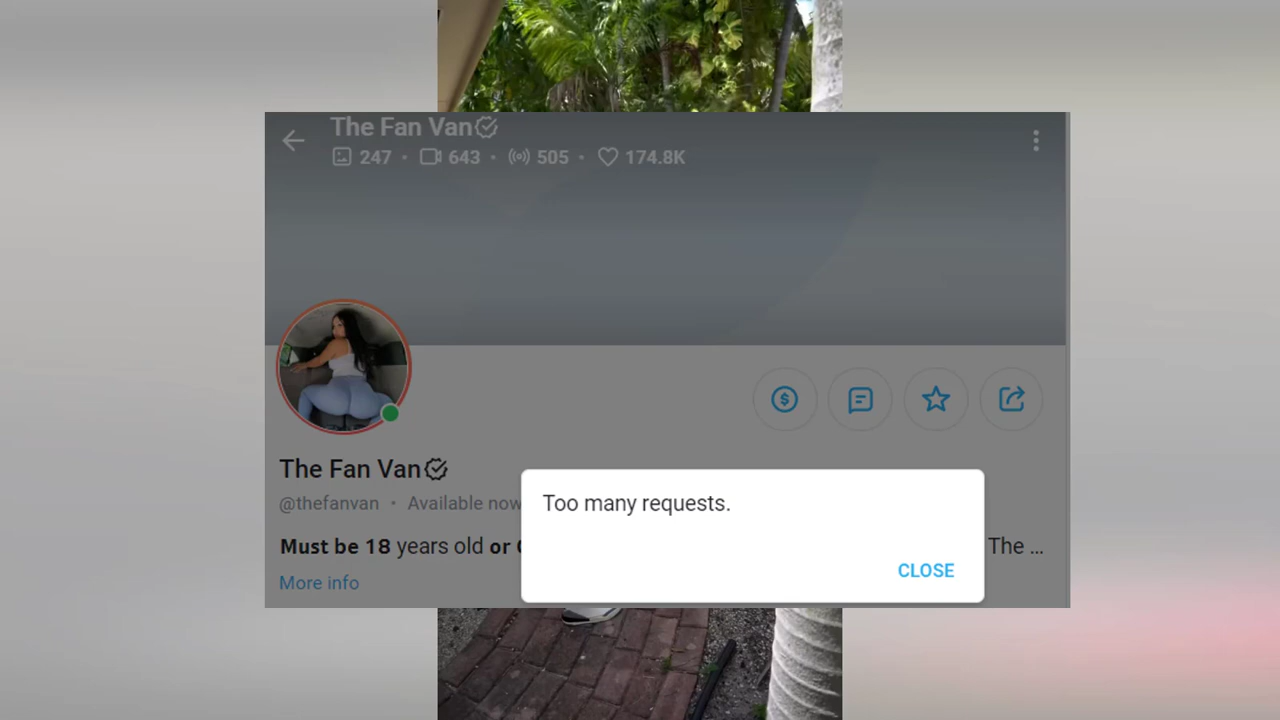 The Fan Van
247 • 643 • 505 • 174.8K
The Fan Van
@thefanvan • Available now
Too many requests.
Must be 18 years old or The ...
More info
CLOSE